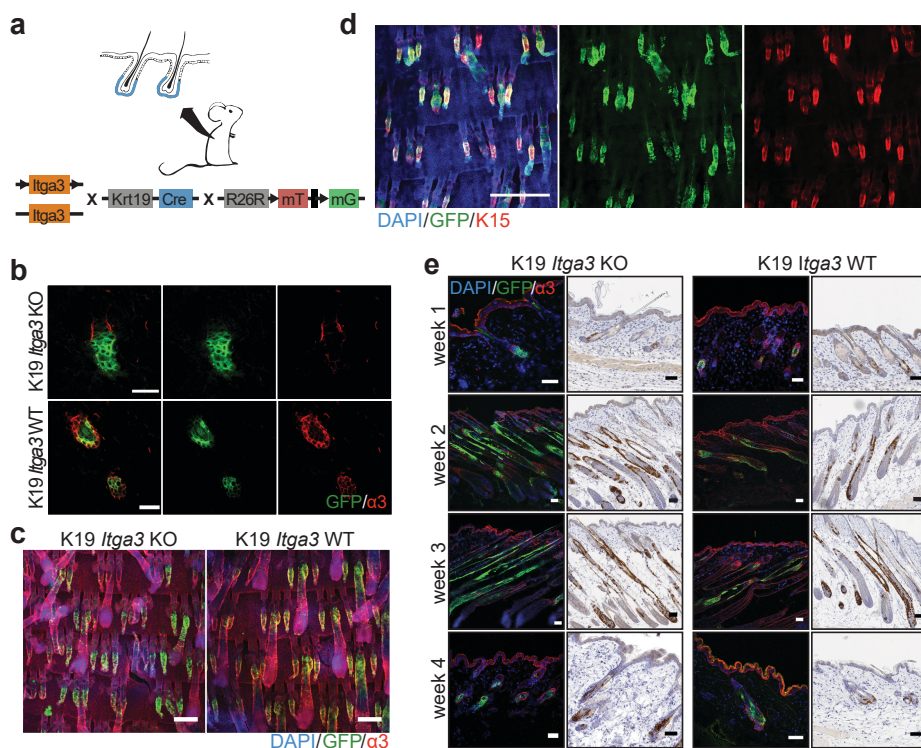 a
Itga3
Itga3
X
Krt19
Cre
X
R26R
mT
mG
b
K19 Itga3 KO
K19 Itga3 WT
GFP/α3
c
K19 Itga3 KO
K19 Itga3 WT
DAPI/GFP/α3
d
DAPI/GFP/K15
e
K19 Itga3 KO
K19 Itga3 WT
DAPI/GFP/α3
week 1
week 2
week 3
week 4